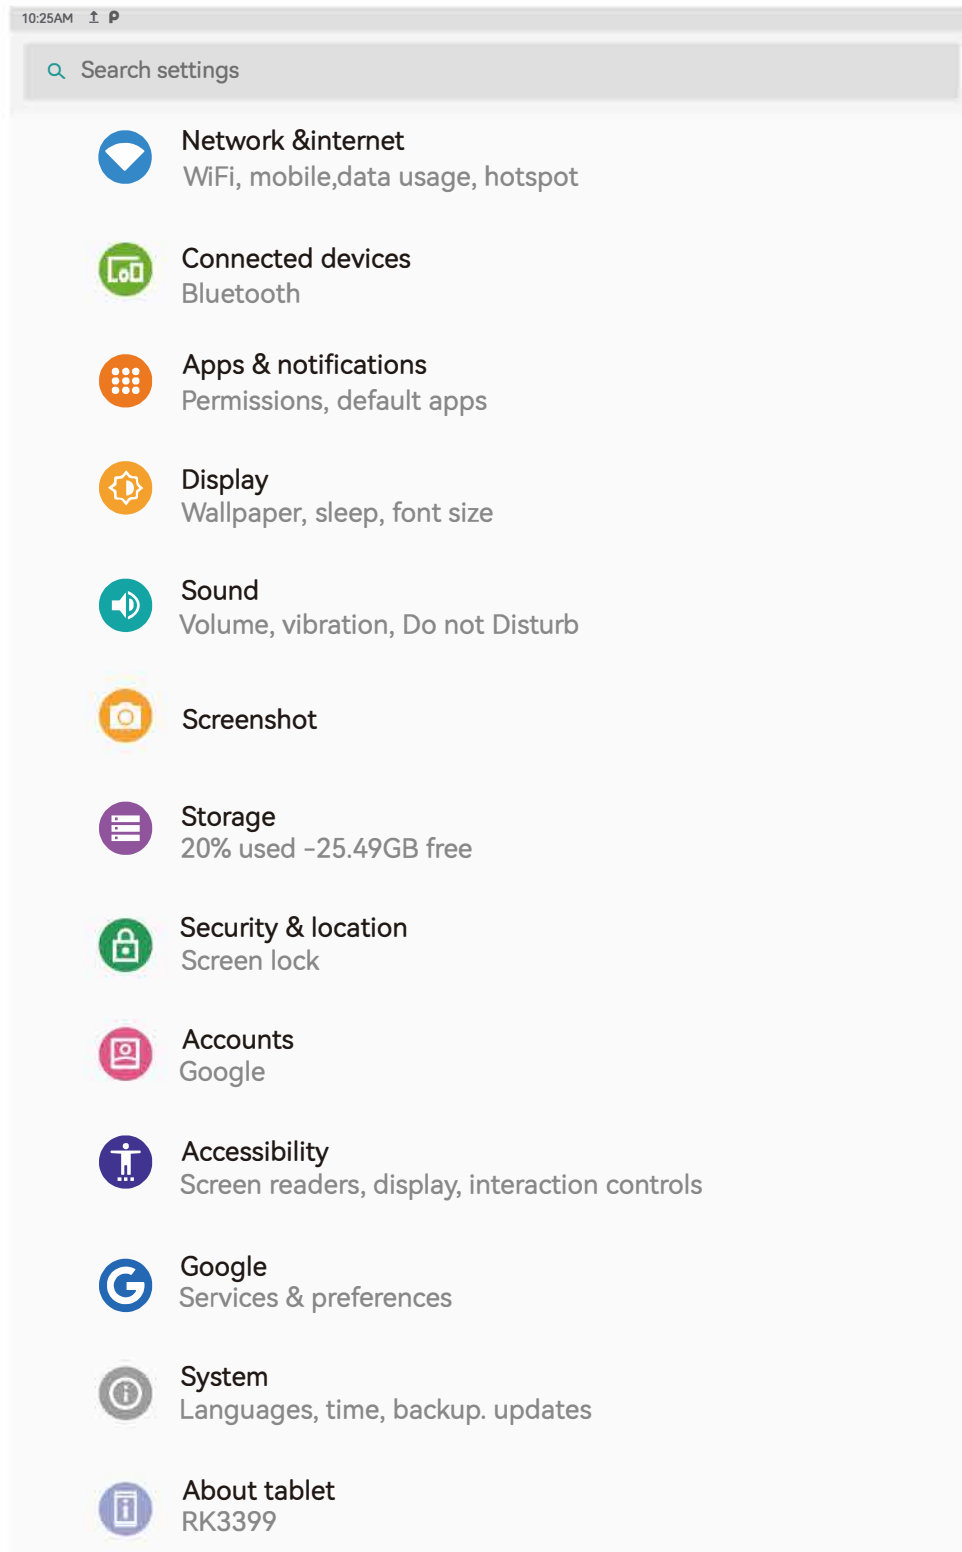 10:25AM
Search settings
Network &internet
WiFi, mobile,data usage, hotspot
Connected devices
Bluetooth
Apps & notifications
Permissions, default apps
Display
Wallpaper, sleep, font size
Sound
Volume, vibration, Do not Disturb
Screenshot
Storage
20% used -25.49GB free
Security & location
Screen lock
Accounts
Google
Accessibility
Screen readers, display, interaction controls
Google
Services & preferences
System
Languages, time, backup. updates
About tablet
RK3399